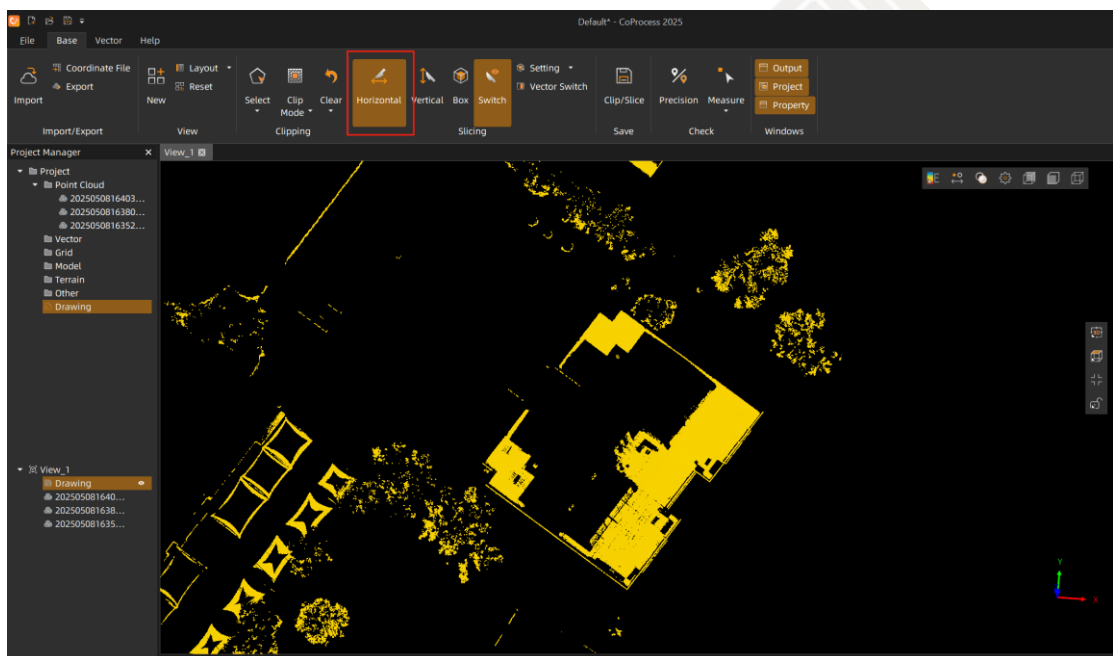 Default* - CoProcess 2025
File Base Vector Help
Import
Coordinate File
Export
Import/Export
New
Layout
Reset
View
Select
Clip Mode
Clear
Clipping
Horizontal
Vertical
Box
Switch
Setting
Vector Switch
Slicing
Clip/Slice
Save
Precision
Measure
Check
Output
Project
Property
Windows
Project Manager
View_1
Project
Point Cloud
2025050816403...
2025050816380...
2025050816352...
Vector
Grid
Model
Terrain
Other
Drawing
View_1
Drawing
202505081640...
202505081638...
202505081635...
Y
X